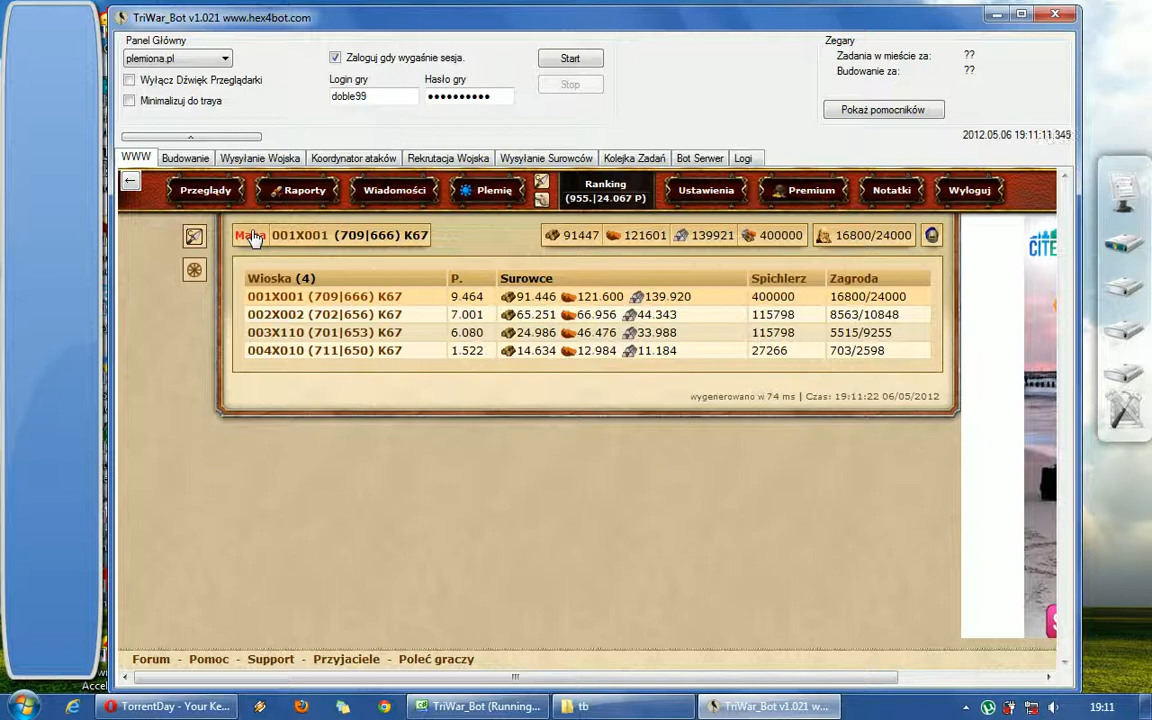 TriWar_Bot v1.021 www.hex4bot.com
Panel Główny
plemiona.pl
Wyłącz Dźwięk Przeglądarki
Minimalizuj do traya
Zaloguj gdy wygaśnie sesja.
Login gry
Hasło gry
doble99
Start
Stop
Zegary
Zadania w mieście za: ??
Budowanie za: ??
Pokaż pomocników
2012.05.06 19:11:11.345
WWW Budowanie Wysyłanie Wojska Koordynator ataków Rekrutacja Wojska Wysyłanie Surowców Kolejka Zadań Bot Serwer Logi
Przeglądy Raporty Wiadomości Plemię Ranking Ustawienia Premium Notatki Wyloguj
(955.|24.067 P)
001X001 (709|666) K67 91447 121601 139921 400000 16800/24000
Wioska (4) P. Surowce Spichlerz Zagroda
001X001 (709|666) K67 9.464 91.446 121.600 139.920 400000 16800/24000
002X002 (702|656) K67 7.001 65.251 66.956 44.343 115798 8563/10848
003X110 (701|653) K67 6.080 24.986 46.476 33.988 115798 5515/9255
004X010 (711|650) K67 1.522 14.634 12.984 11.184 27266 703/2598
wygenerowano w 74 ms | Czas: 19:11:22 06/05/2012
Forum - Pomoc - Support - Przyjaciele - Poleć graczy
TorrentDay - Your Ke...
TriWar_Bot (Running...
tb
TriWar_Bot v1.021 w...
19:11